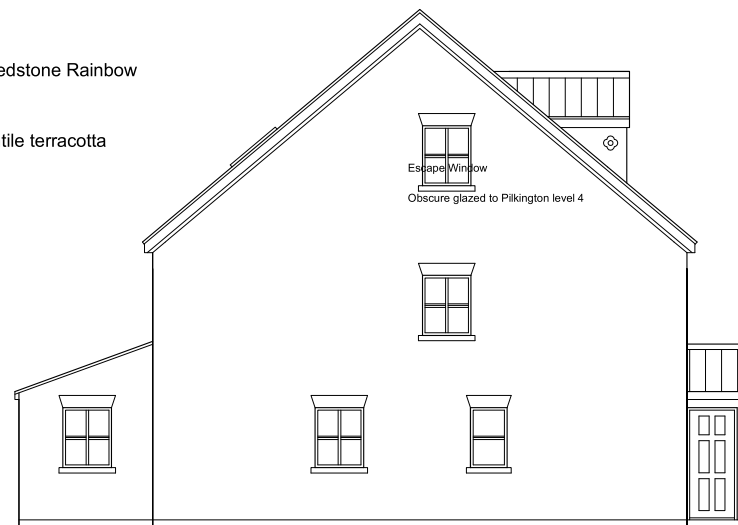 edstone Rainbow
tile terracotta
Escape Window
Obscure glazed to Pilkington level 4